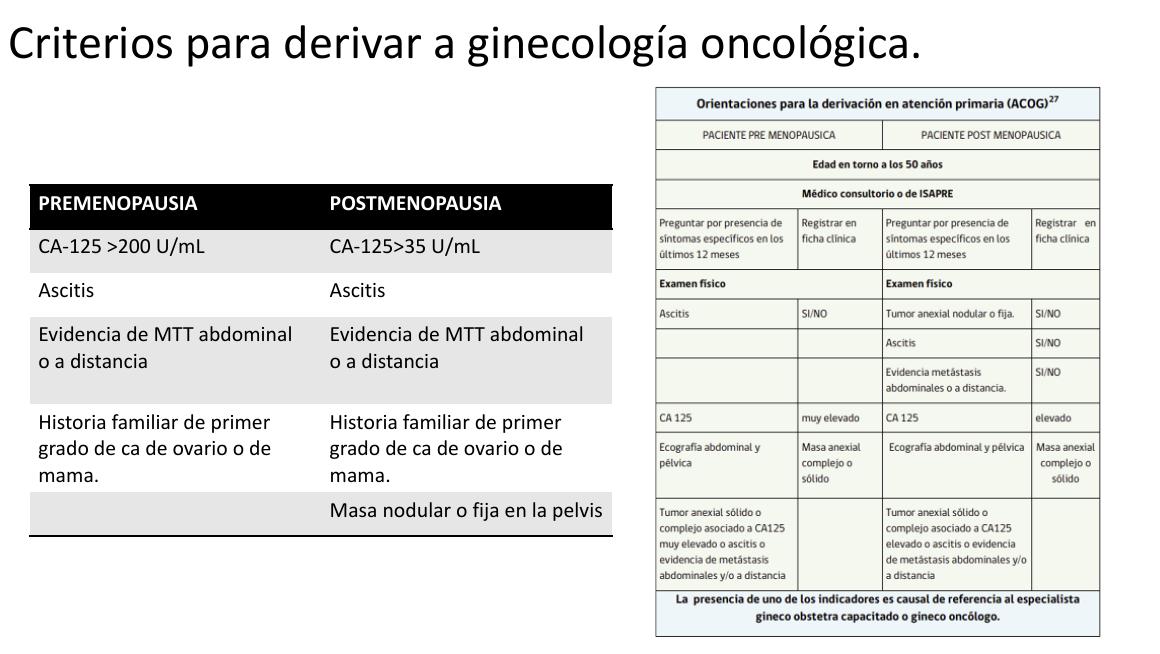 Criterios para derivar a ginecología oncológica.
PREMENOPAUSIA POSTMENOPAUSIA
CA-125 >200 U/mL CA-125>35 U/mL
Ascitis Ascitis
Evidencia de MTT abdominal Evidencia de MTT abdominal
o a distancia o a distancia
Historia familiar de primer Historia familiar de primer
grado de ca de ovario o de grado de ca de ovario o de
mama. mama.
Masa nodular o fija en la pelvis
Orientaciones para la derivación en atención primaria (ACOG)27
PACIENTE PRE MENOPAUSICA PACIENTE POST MENOPAUSICA
Edad en torno a los 50 años
Médico consultorio o de ISAPRE
Preguntar por presencia de Registrar en Preguntar por presencia de Registrar en
síntomas específicos en los ficha clínica síntomas específicos en los ficha clínica
últimos 12 meses últimos 12 meses
Examen físico Examen físico
Ascitis SI/NO Tumor anexial nodular o fija. SI/NO
Ascitis SI/NO
Evidencia metástasis SI/NO
abdominales o a distancia.
CA 125 muy elevado CA 125 elevado
Ecografía abdominal y Masa anexial Ecografía abdominal y pélvica Masa anexial
pélvica complejo o complejo o
sólido sólido
Tumor anexial sólido o Tumor anexial sólido o
complejo asociado a CA125 complejo asociado a CA125
muy elevado o ascitis o elevado o ascitis o evidencia
evidencia de metástasis de metástasis abdominales y/o
abdominales y/o a distancia a distancia
La presencia de uno de los indicadores es causal de referencia al especialista
gineco obstetra capacitado o gineco oncólogo.